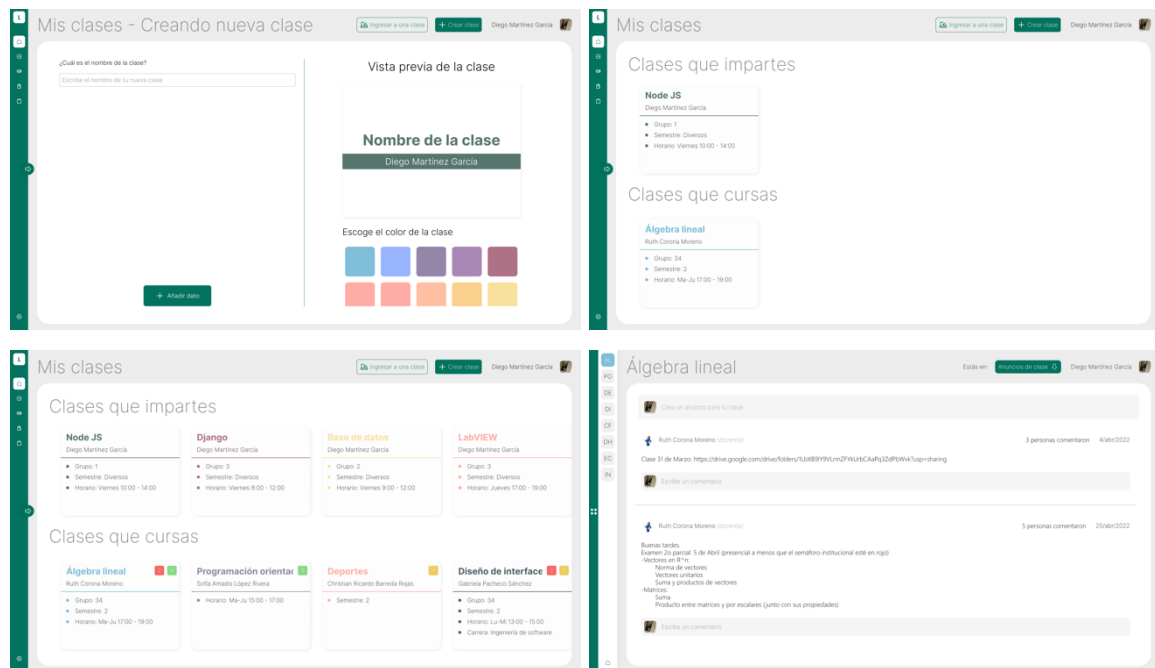 Mis clases - Creando nueva clase
Ingresar a una clase
+ Crear clase
Diego Martínez García
¿Cuál es el nombre de la clase?
Escribe el nombre de tu nueva clase
+ Añadir dato
Vista previa de la clase
Nombre de la clase
Diego Martínez García
Escoge el color de la clase
Mis clases
Ingresar a una clase
+ Crear clase
Diego Martínez García
Clases que impartes
Node JS
Diego Martínez García
Grupo: 1
Semestre: Diversos
Horario: Viernes 10:00 - 14:00
Clases que cursas
Álgebra lineal
Ruth Corona Moreno
Grupo: 34
Semestre: 2
Horario: Ma-Ju 17:00 - 19:00
Mis clases
Ingresar a una clase
+ Crear clase
Diego Martínez García
Clases que impartes
Node JS
Diego Martínez García
Grupo: 1
Semestre: Diversos
Horario: Viernes 10:00 - 14:00
Django
Diego Martínez García
Grupo: 3
Semestre: Diversos
Horario: Viernes 8:00 - 12:00
Base de datos
Diego Martínez García
Grupo: 2
Semestre: Diversos
Horario: Viernes 9:00 - 12:00
LabVIEW
Diego Martínez García
Grupo: 3
Semestre: Diversos
Horario: Jueves 17:00 - 19:00
Clases que cursas
Álgebra lineal
Ruth Corona Moreno
Grupo: 34
Semestre: 2
Horario: Ma-Ju 17:00 - 19:00
Programación orientac
Sofía Amadis López Rivera
Horario: Ma-Ju 15:00 - 17:00
Deportes
Christian Ricardo Barreda Rojas
Semestre: 2
Diseño de interface
Gabriela Pacheco Sánchez
Grupo: 34
Semestre: 2
Horario: Lu-Mi 13:00 - 15:00
Carrera: Ingeniería de software
AL
PO
DE
DI
CF
DH
EC
IN
Álgebra lineal
Estás en:
Anuncios de clase
Diego Martínez García
Crea un anuncio para tu clase
Ruth Corona Moreno (docente)
3 personas comentaron
4/abr/2022
Clase 31 de Marzo:
Escribe un comentario
Ruth Corona Moreno (docente)
5 personas comentaron
25/abr/2022
Buenas tardes.
Examen 2o parcial: 5 de Abril (presencial a menos que el semáforo institucional esté en rojo)
-Vectores en R^n:
Norma de vectores
Vectores unitarios
Suma y productos de vectores
-Matrices:
Suma
Producto entre matrices y por escalares (junto con sus propiedades)
Escribe un comentario